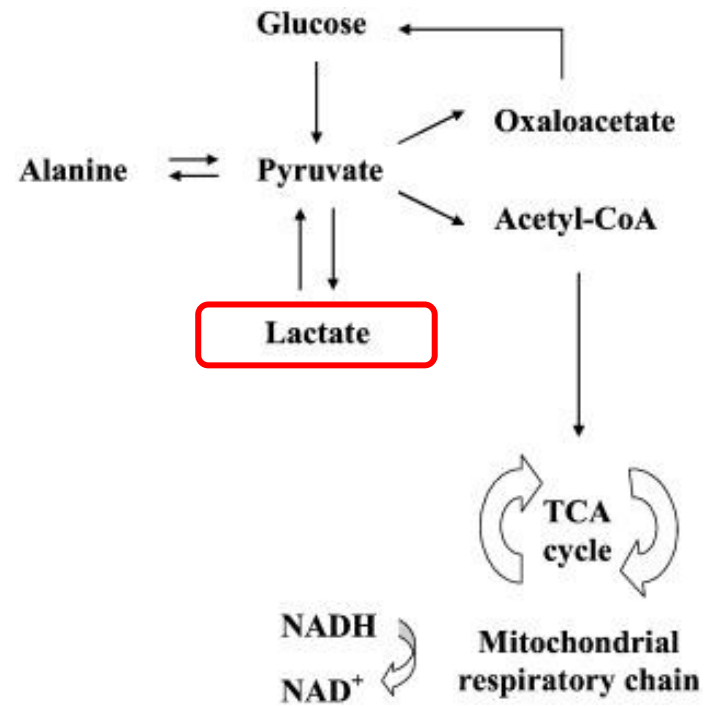 Glucose
Oxaloacetate
Alanine
Pyruvate
Acetyl-CoA
Lactate
TCA
cycle
NADH
NAD⁺
Mitochondrial
respiratory chain